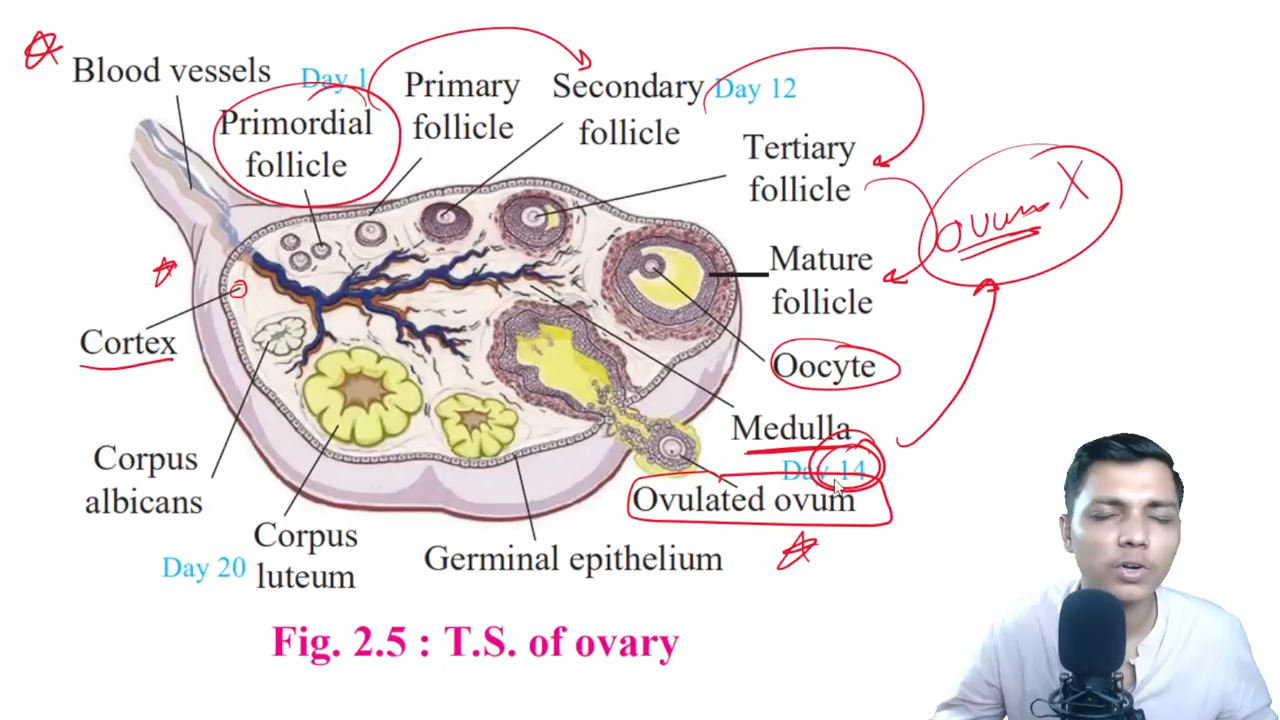 Blood vessels
Day 1
Primordial
follicle
Primary
follicle
Secondary
follicle
Day 12
Tertiary
follicle
ovum X
Mature
follicle
Oocyte
Medulla
Day 14
Ovulated ovum
Cortex
Corpus
albicans
Day 20
Corpus
luteum
Germinal epithelium
Fig. 2.5 : T.S. of ovary